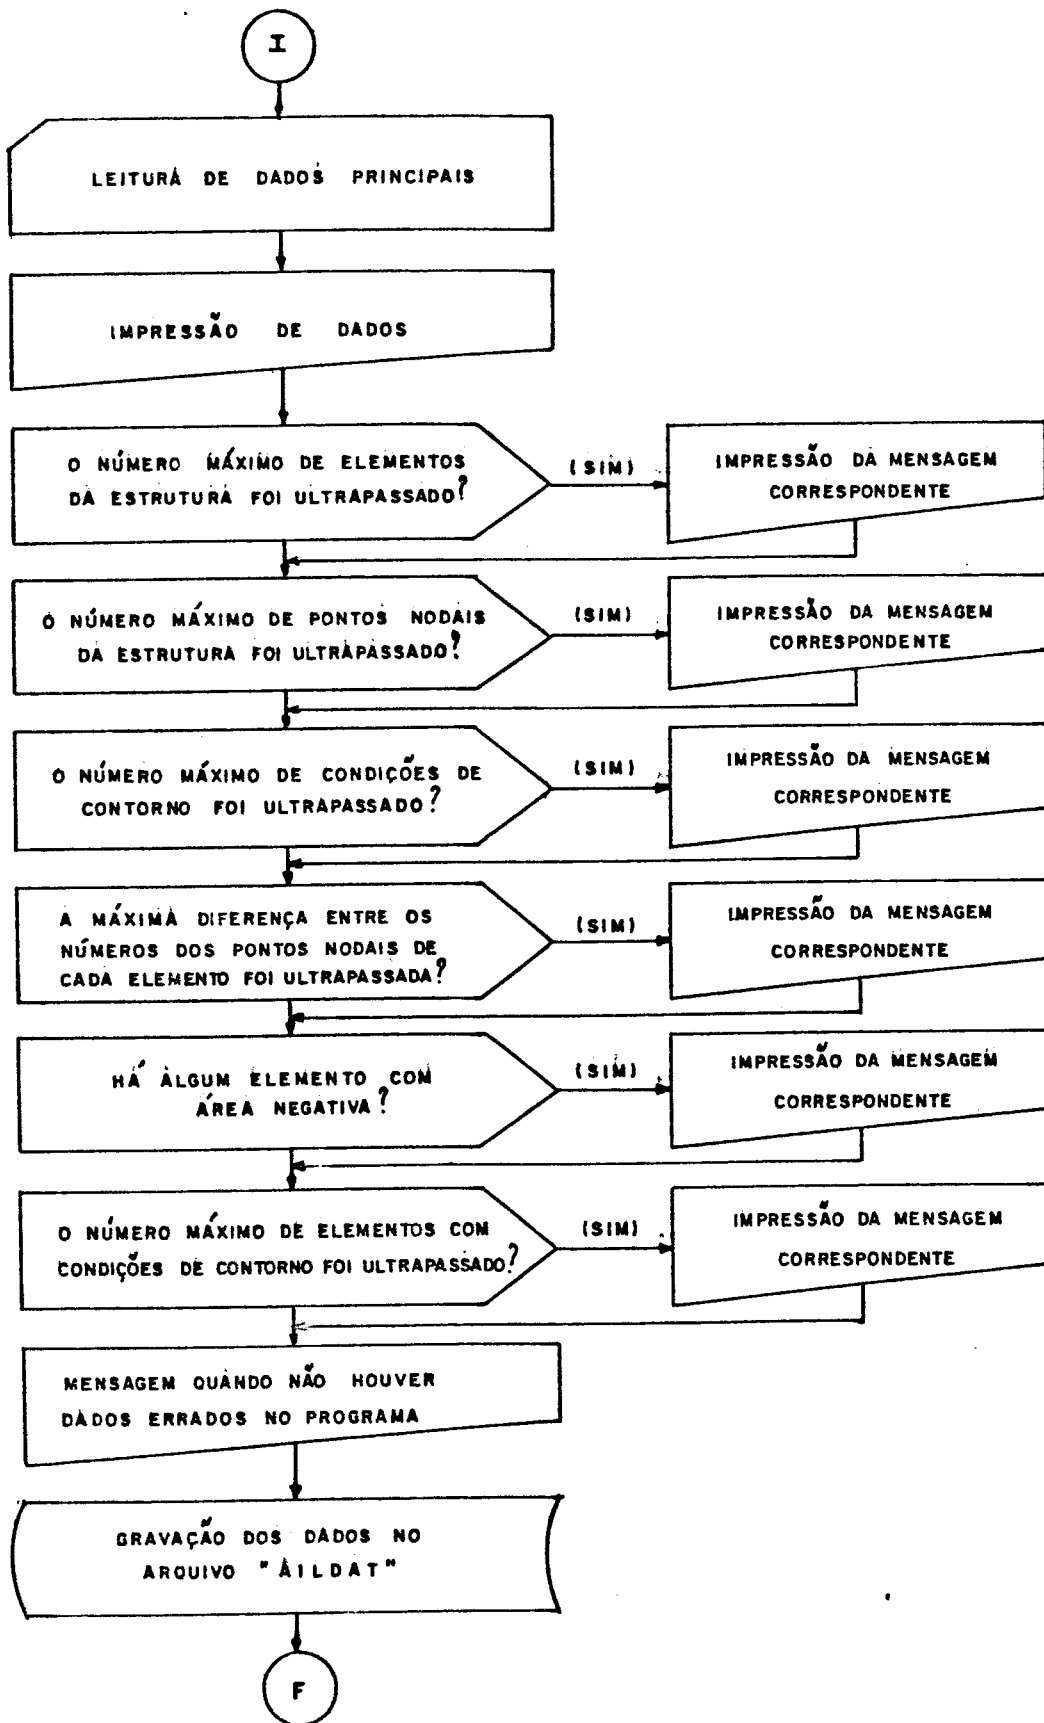 I
LEITURA DE DADOS PRINCIPAIS
IMPRESSÃO DE DADOS
O NÚMERO MÁXIMO DE ELEMENTOS
DA ESTRUTURA FOI ULTRAPASSADO?
(SIM)
IMPRESSÃO DA MENSAGEM
CORRESPONDENTE
O NÚMERO MÁXIMO DE PONTOS NODAIS
DA ESTRUTURA FOI ULTRAPASSADO?
(SIM)
IMPRESSÃO DA MENSAGEM
CORRESPONDENTE
O NÚMERO MÁXIMO DE CONDIÇÕES DE
CONTORNO FOI ULTRAPASSADO?
(SIM)
IMPRESSÃO DA MENSAGEM
CORRESPONDENTE
A MÁXIMA DIFERENÇA ENTRE OS
NÚMEROS DOS PONTOS NODAIS DE
CADA ELEMENTO FOI ULTRAPASSADA?
(SIM)
IMPRESSÃO DA MENSAGEM
CORRESPONDENTE
HÁ ALGUM ELEMENTO COM
ÁREA NEGATIVA?
(SIM)
IMPRESSÃO DA MENSAGEM
CORRESPONDENTE
O NÚMERO MÁXIMO DE ELEMENTOS COM
CONDIÇÕES DE CONTORNO FOI ULTRAPASSADO?
(SIM)
IMPRESSÃO DA MENSAGEM
CORRESPONDENTE
MENSAGEM QUANDO NÃO HOUVER
DADOS ERRADOS NO PROGRAMA
GRAVAÇÃO DOS DADOS NO
ARQUIVO "AILDAT"
F